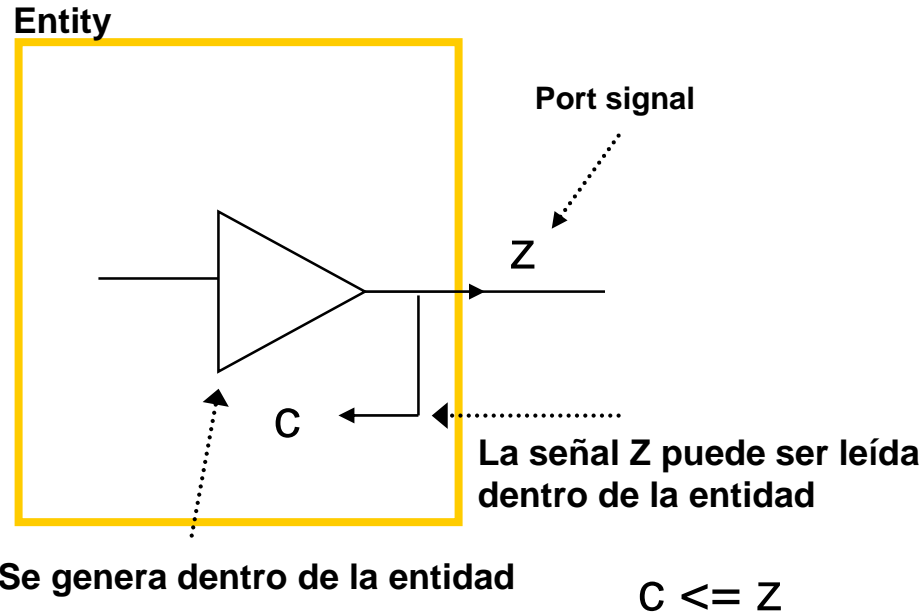 Entity
Port signal
z
c
La señal Z puede ser leída
dentro de la entidad
Se genera dentro de la entidad
c <= z